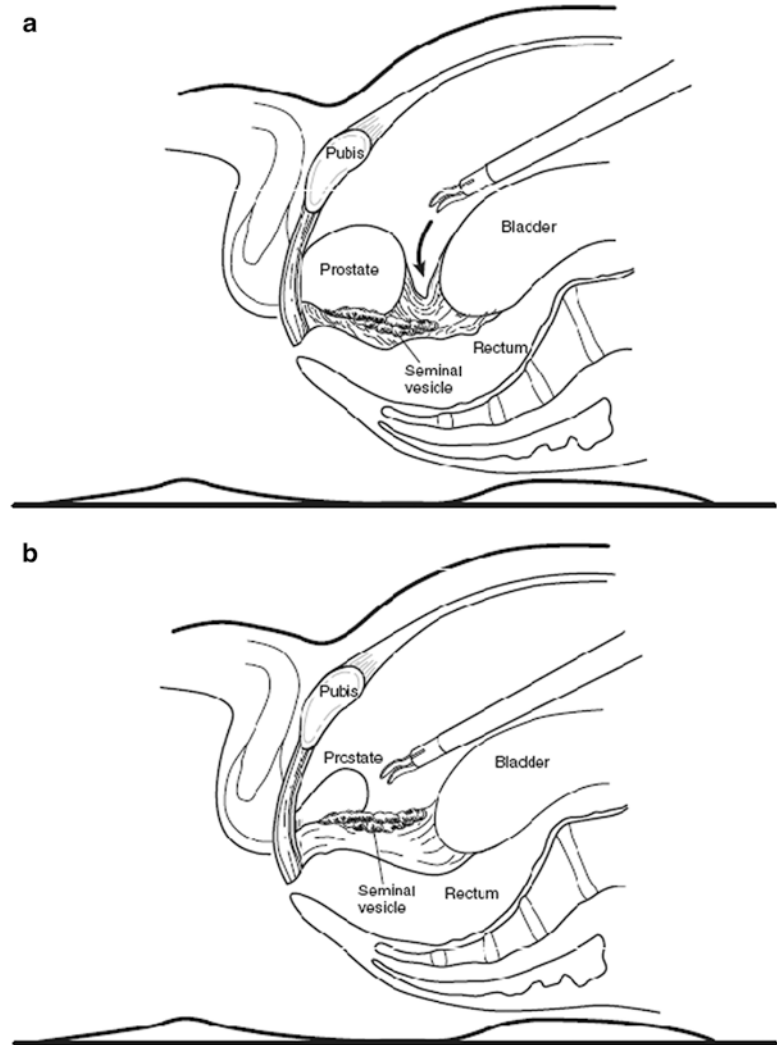 a
Pubis
Bladder
Prostate
Rectum
Seminal
vesicle
b
Pubis
Prostate
Bladder
Seminal
vesicle
Rectum